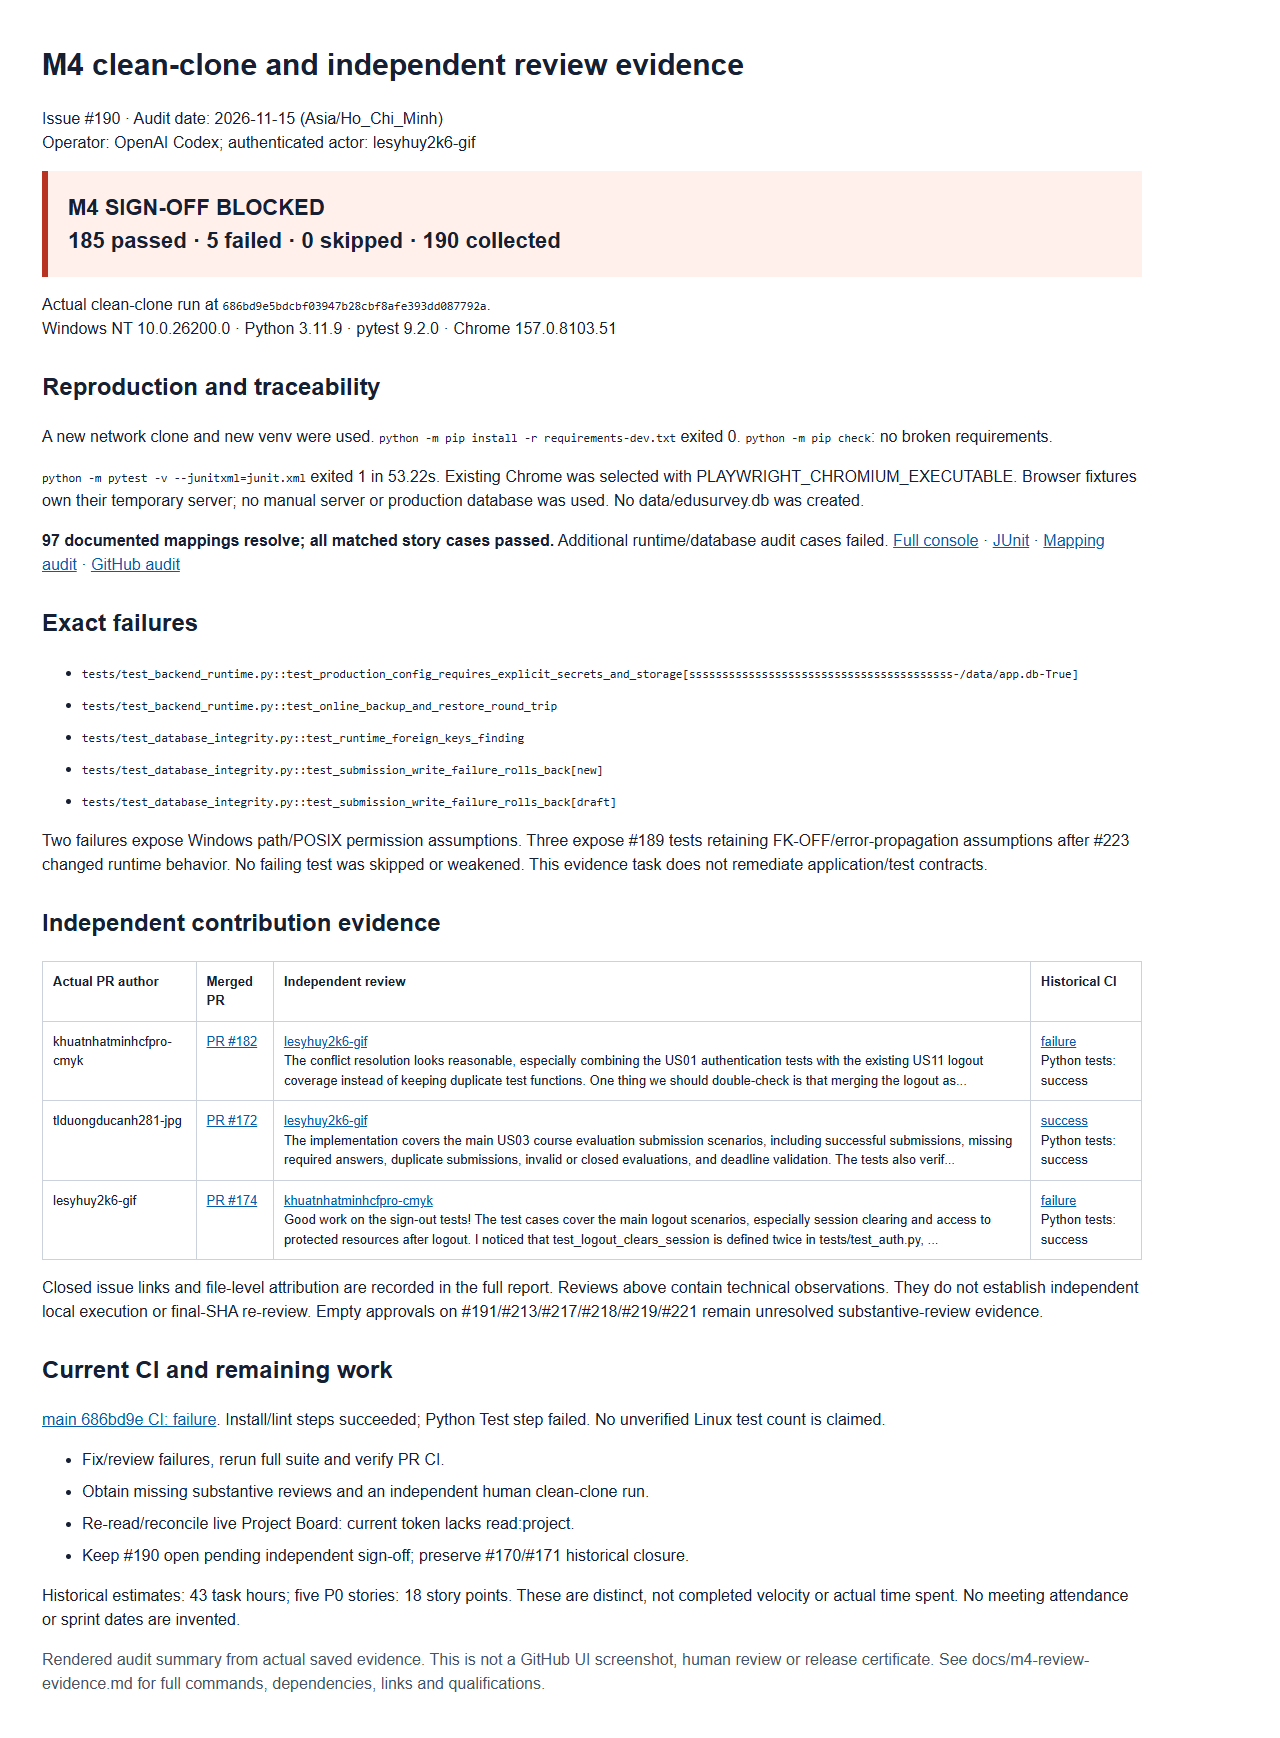 M4 clean-clone and independent review evidence
Issue #190 · Audit date: 2026-11-15 (Asia/Ho_Chi_Minh)
Operator: OpenAI Codex; authenticated actor: lesyhuy2k6-gif
M4 SIGN-OFF BLOCKED
185 passed · 5 failed · 0 skipped · 190 collected
Actual clean-clone run at 686bd9e5bdcbf03947b28cbf8afe393dd087792a.
Windows NT 10.0.26200.0 · Python 3.11.9 · pytest 9.2.0 · Chrome 157.0.8103.51
Reproduction and traceability
A new network clone and new venv were used. python -m pip install -r requirements-dev.txt exited 0. python -m pip check: no broken requirements.
python -m pytest -v --junitxml=junit.xml exited 1 in 53.22s. Existing Chrome was selected with PLAYWRIGHT_CHROMIUM_EXECUTABLE. Browser fixtures
own their temporary server; no manual server or production database was used. No data/edusurvey.db was created.
97 documented mappings resolve; all matched story cases passed. Additional runtime/database audit cases failed. Full console · JUnit · Mapping
audit · GitHub audit
Exact failures
• tests/test_backend_runtime.py::test_production_config_requires_explicit_secrets_and_storage[ssssssssssssssssssssssssssssssssssssssss-/data/app.db-True]
• tests/test_backend_runtime.py::test_online_backup_and_restore_round_trip
• tests/test_database_integrity.py::test_runtime_foreign_keys_finding
• tests/test_database_integrity.py::test_submission_write_failure_rolls_back[new]
• tests/test_database_integrity.py::test_submission_write_failure_rolls_back[draft]
Two failures expose Windows path/POSIX permission assumptions. Three expose #189 tests retaining FK-OFF/error-propagation assumptions after #223
changed runtime behavior. No failing test was skipped or weakened. This evidence task does not remediate application/test contracts.
Independent contribution evidence
Actual PR author
Merged
PR
Independent review
Historical CI
khuatnhatminhcfpro-
cmyk
PR #182
lesyhuy2k6-gif
The conflict resolution looks reasonable, especially combining the US01 authentication tests with the existing US11 logout
coverage instead of keeping duplicate test functions. One thing we should double-check is that merging the logout as...
failure
Python tests:
success
tlduongducanh281-jpg
PR #172
lesyhuy2k6-gif
The implementation covers the main US03 course evaluation submission scenarios, including successful submissions, missing
required answers, duplicate submissions, invalid or closed evaluations, and deadline validation. The tests also verif...
success
Python tests:
success
lesyhuy2k6-gif
PR #174
khuatnhatminhcfpro-cmyk
Good work on the sign-out tests! The test cases cover the main logout scenarios, especially session clearing and access to
protected resources after logout. I noticed that test_logout_clears_session is defined twice in tests/test_auth.py, ...
failure
Python tests:
success
Closed issue links and file-level attribution are recorded in the full report. Reviews above contain technical observations. They do not establish independent
local execution or final-SHA re-review. Empty approvals on #191/#213/#217/#218/#219/#221 remain unresolved substantive-review evidence.
Current CI and remaining work
main 686bd9e CI: failure. Install/lint steps succeeded; Python Test step failed. No unverified Linux test count is claimed.
• Fix/review failures, rerun full suite and verify PR CI.
• Obtain missing substantive reviews and an independent human clean-clone run.
• Re-read/reconcile live Project Board: current token lacks read:project.
• Keep #190 open pending independent sign-off; preserve #170/#171 historical closure.
Historical estimates: 43 task hours; five P0 stories: 18 story points. These are distinct, not completed velocity or actual time spent. No meeting attendance
or sprint dates are invented.
Rendered audit summary from actual saved evidence. This is not a GitHub UI screenshot, human review or release certificate. See docs/m4-review-
evidence.md for full commands, dependencies, links and qualifications.